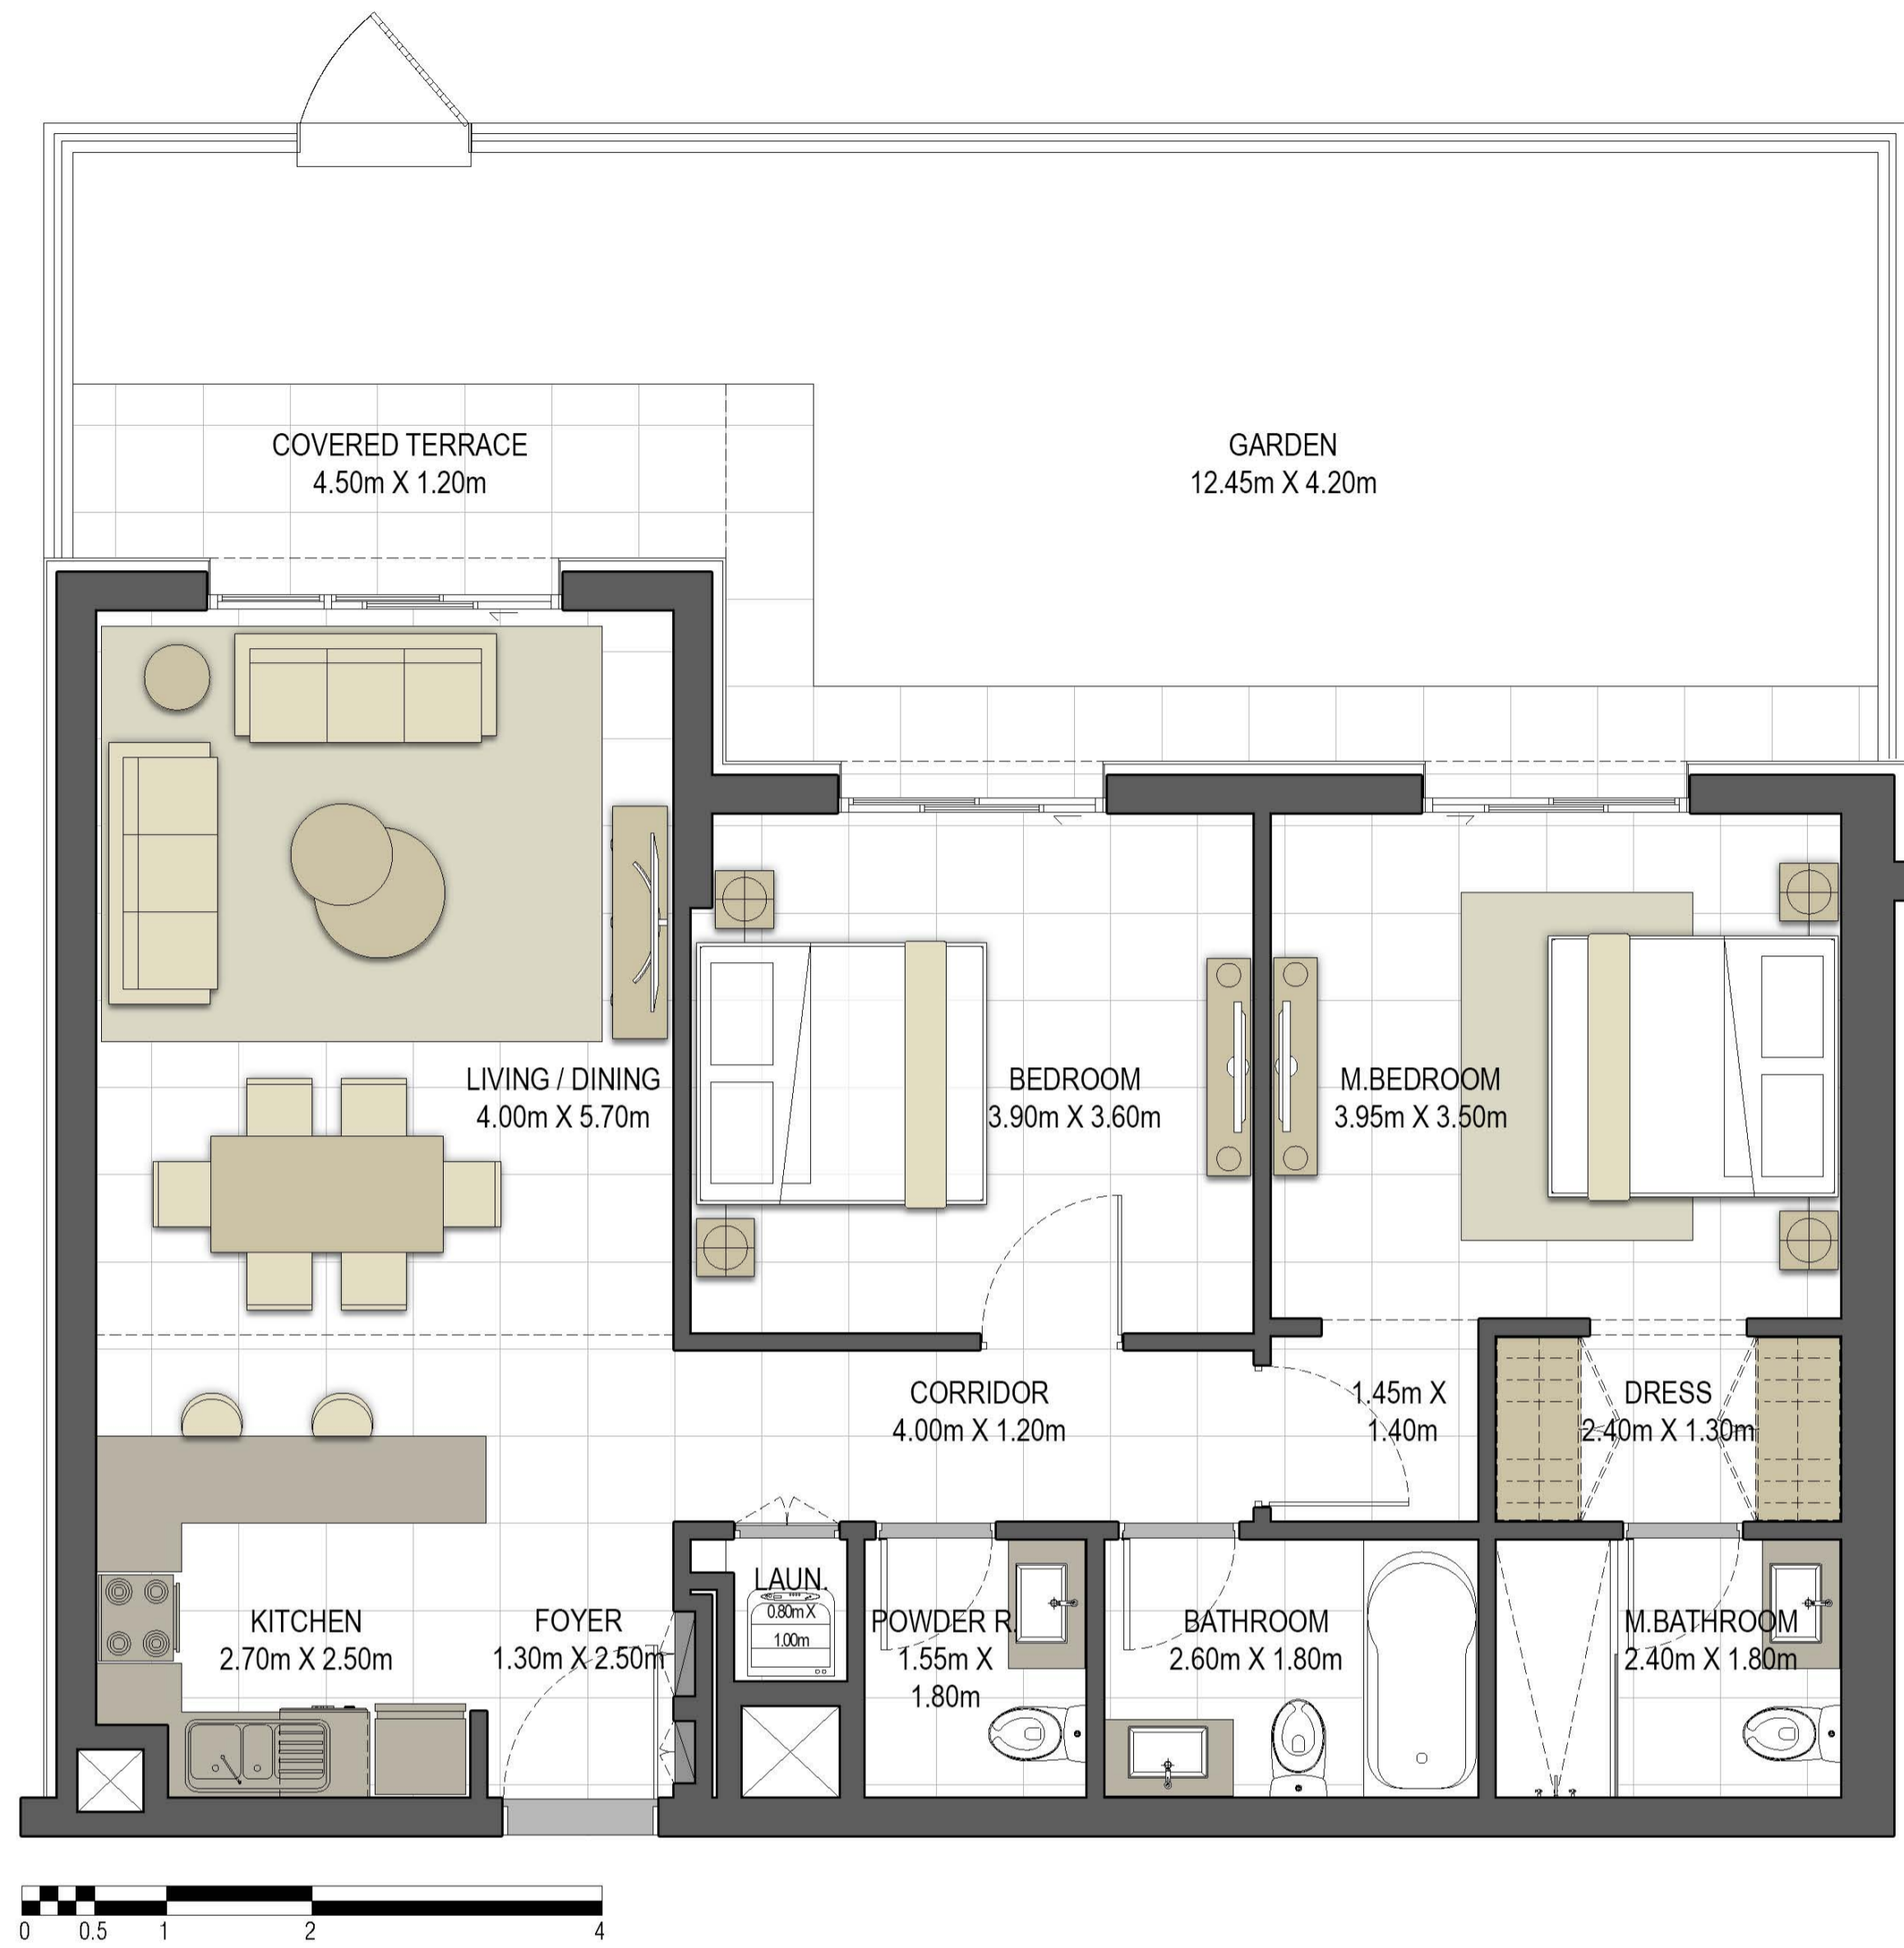 COVERED TERRACE
4.50m X 1.20m
GARDEN
12.45m X 4.20m
LIVING / DINING
4.00m X 5.70m
BEDROOM
3.90m X 3.60m
M.BEDROOM
3.95m X 3.50m
CORRIDOR
4.00m X 1.20m
1.45m X
1.40m
DRESS
2.40m X 1.30m
KITCHEN
2.70m X 2.50m
FOYER
1.30m X 2.50m
LAUN.
0.80m X
1.00m
POWDER R.
1.55m X
1.80m
BATHROOM
2.60m X 1.80m
M.BATHROOM
2.40m X 1.80m
0 0.5 1 2 4